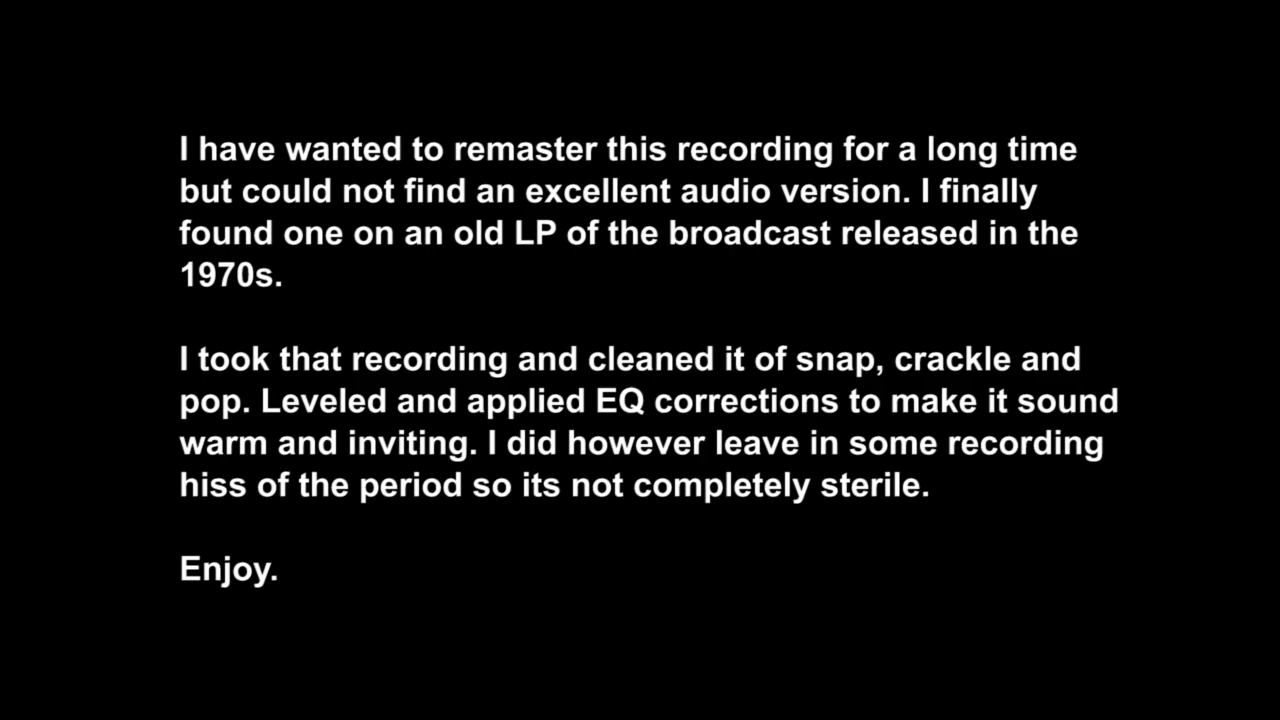 I have wanted to remaster this recording for a long time
but could not find an excellent audio version. I finally
found one on an old LP of the broadcast released in the
1970s.
I took that recording and cleaned it of snap, crackle and
pop. Leveled and applied EQ corrections to make it sound
warm and inviting. I did however leave in some recording
hiss of the period so its not completely sterile.
Enjoy.